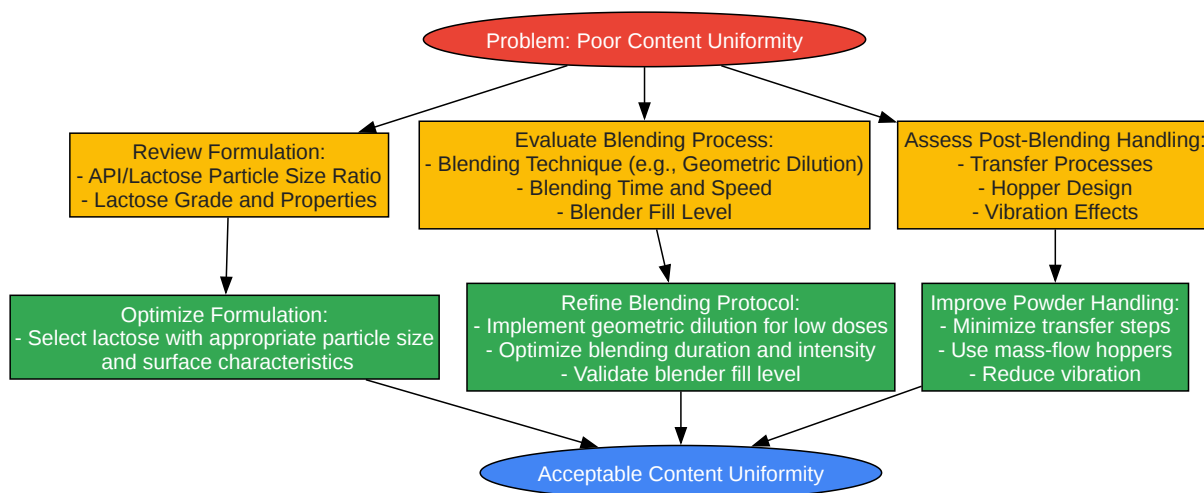 Problem: Poor Content Uniformity
Review Formulation:
- API/Lactose Particle Size Ratio
- Lactose Grade and Properties
Evaluate Blending Process:
- Blending Technique (e.g., Geometric Dilution)
- Blending Time and Speed
- Blender Fill Level
Assess Post-Blending Handling:
- Transfer Processes
- Hopper Design
- Vibration Effects
Optimize Formulation:
- Select lactose with appropriate particle size
and surface characteristics
Refine Blending Protocol:
- Implement geometric dilution for low doses
- Optimize blending duration and intensity
- Validate blender fill level
Improve Powder Handling:
- Minimize transfer steps
- Use mass-flow hoppers
- Reduce vibration
Acceptable Content Uniformity